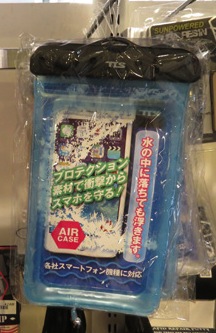 TLS
SUNPOWERED
水の中に落ちても浮きます。
プロテクション
素材で衝撃から
スマホを守る!
AIR
CASE
各社スマートフォン機種に対応